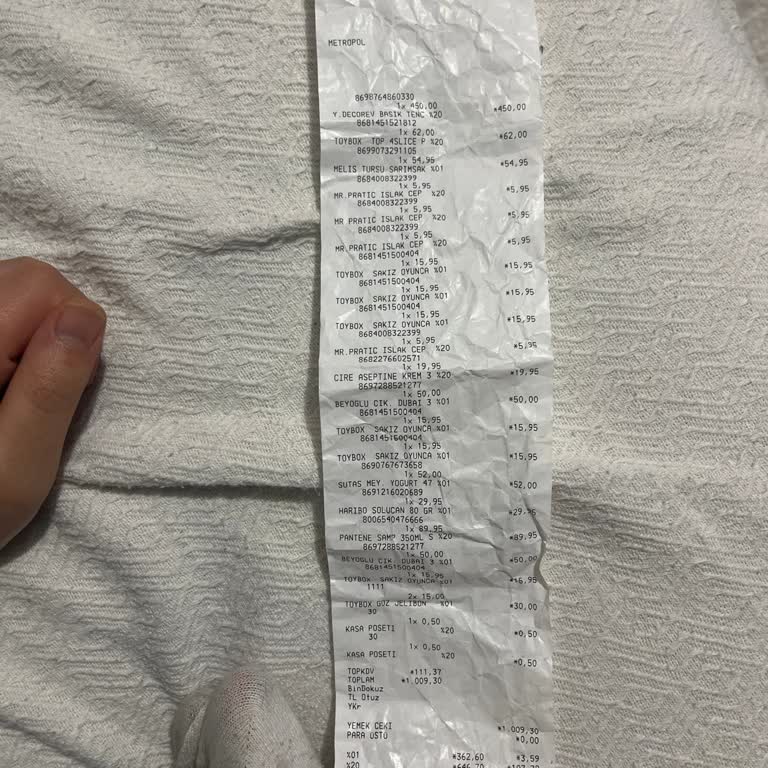 METROPOL
8698764860330
1x 450,00
Y.DECOREV BASIK TENC %20 *450,00
8681451521812
1x 62,00
TOYBOX TOP 4SLICE P %20 *62,00
8699073291105
1x 54,95
MELIS TURSU SARIMSAK %01 *54,95
8684008322399
1x 5,95
MR.PRATIC ISLAK CEP %20 *5,95
8684008322399
1x 5,95
MR.PRATIC ISLAK CEP %20 *5,95
8684008322399
1x 5,95
MR.PRATIC ISLAK CEP %20 *5,95
8681451500404
1x 15,95
TOYBOX SAKIZ OYUNCA %01 *15,95
8681451500404
1x 15,95
TOYBOX SAKIZ OYUNCA %01 *15,95
8681451500404
1x 15,95
TOYBOX SAKIZ OYUNCA %01 *15,95
8684008322399
1x 5,95
MR.PRATIC ISLAK CEP %20 *5,95
8682276602571
1x 19,95
CIRE ASEPTINE KREM 3 %20 *19,95
8697288521277
1x 50,00
BEYOGLU CIK. DUBAI 3 %01 *50,00
8681451500404
1x 15,95
TOYBOX SAKIZ OYUNCA %01 *15,95
8681451500404
1x 15,95
TOYBOX SAKIZ OYUNCA %01 *15,95
8690767673658
1x 52,00
SUTAS MEY. YOGURT 47 %01 *52,00
8691216020689
1x 29,95
HARIBO SOLUCAN 80 GR %01 *29,95
8006540476666
1x 89,95
PANTENE SAMP 350ML S %20 *89,95
8697288521277
1x 50,00
BEYOGLU CIK. DUBAI 3 %01 *50,00
8681451500404
1x 15,95
TOYBOX SAKIZ OYUNCA %01 *15,95
1111
2x 15,00
TOYBOX GOZ JELIBON %01 *30,00
30
1x 0,50
KASA POSETI %20 *0,50
30
1x 0,50
KASA POSETI %20 *0,50
TOPKDV *111,37
TOPLAM *1.009,30
BinDokuz
TL Otuz
YKr
YEMEK CEKI *1.009,30
PARA USTU *0,00
%01 *362,60 *3,59
%20 *646,70